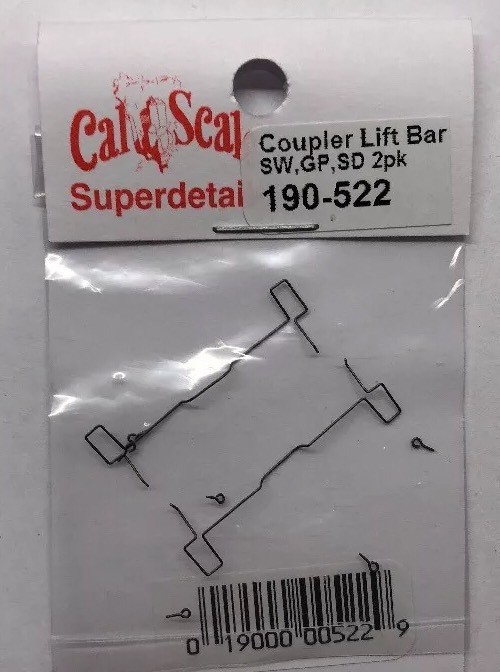 Cal Scal
Superdetai
Coupler Lift Bar
SW,GP,SD 2pk
190-522
0 19000 00522 9